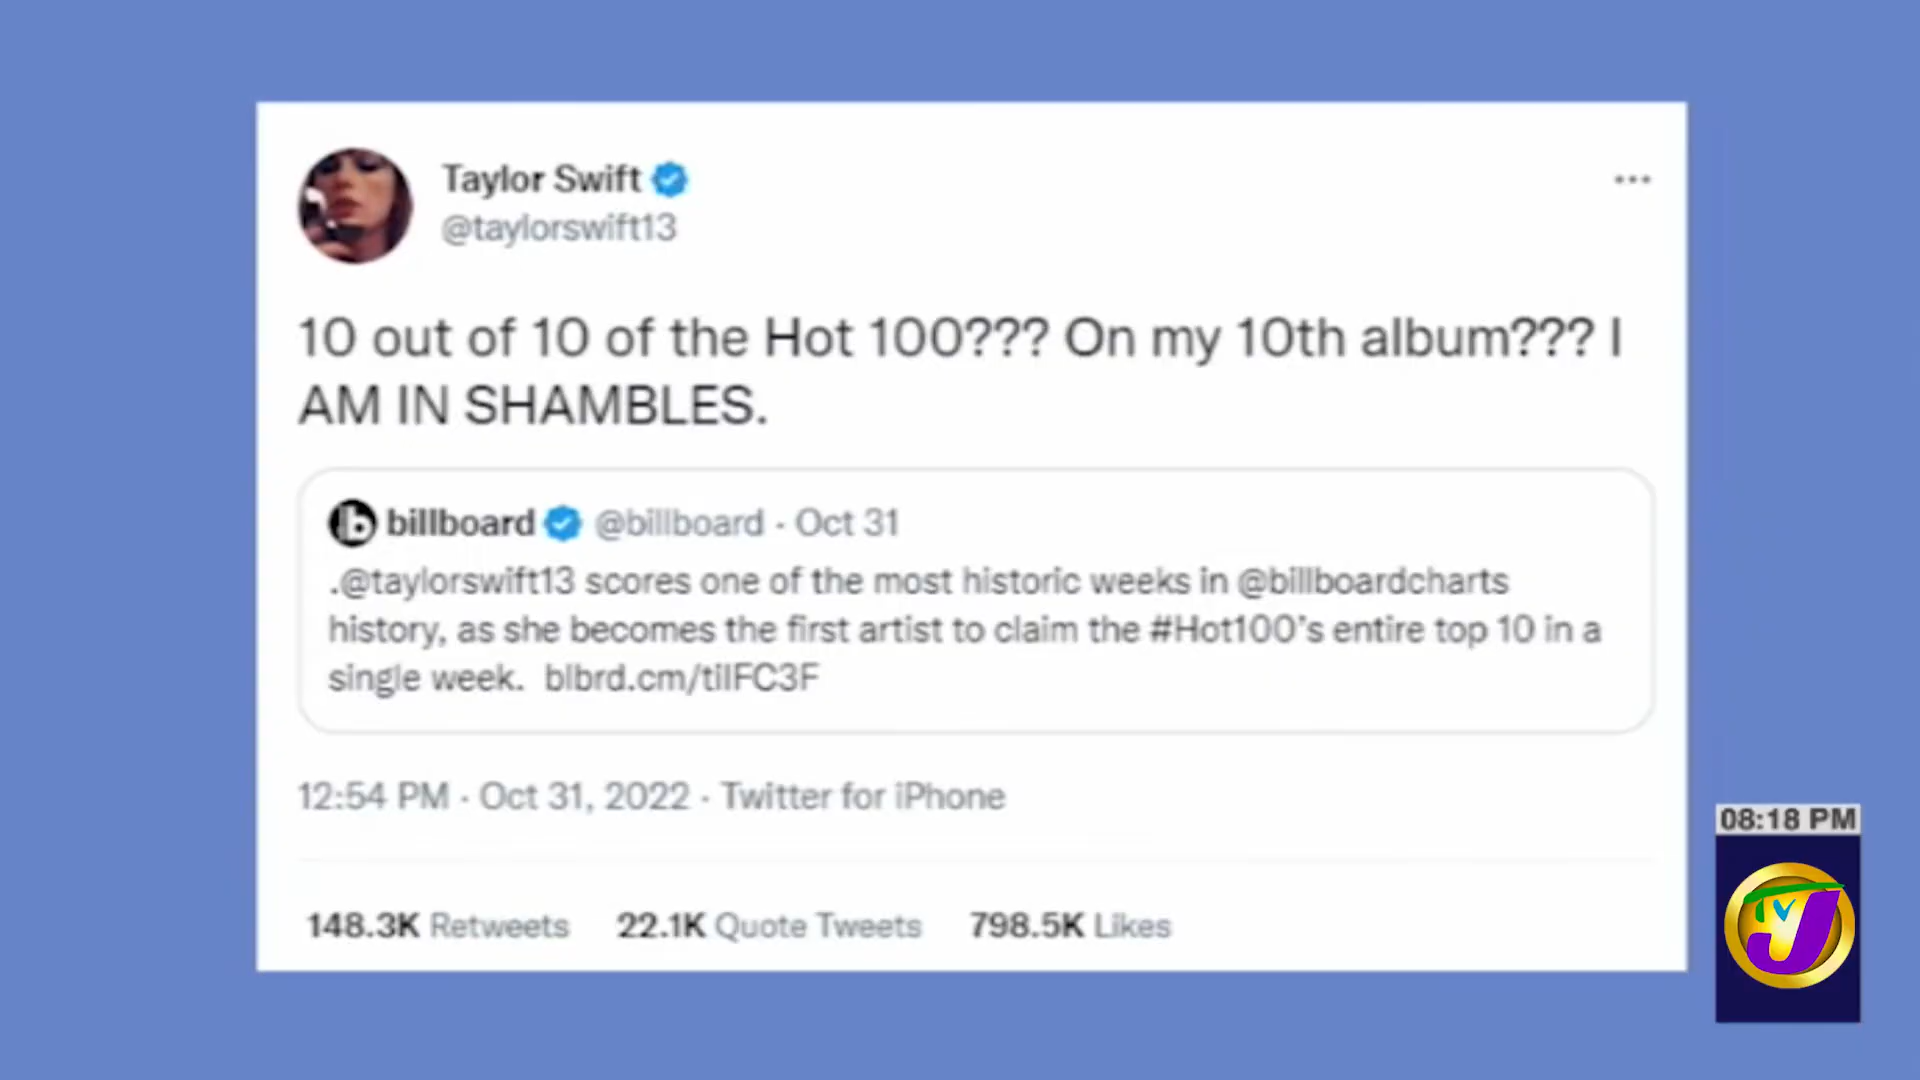 Taylor Swift
@taylorswift13
10 out of 10 of the Hot 100??? On my 10th album??? I
AM IN SHAMBLES.
billboard @billboard · Oct 31
.@taylorswift13 scores one of the most historic weeks in @billboardcharts
history, as she becomes the first artist to claim the #Hot100's entire top 10 in a
single week. blbrd.cm/tiIFC3F
12:54 PM · Oct 31, 2022 · Twitter for iPhone
148.3K Retweets 22.1K Quote Tweets 798.5K Likes
08:18 PM
TVJ